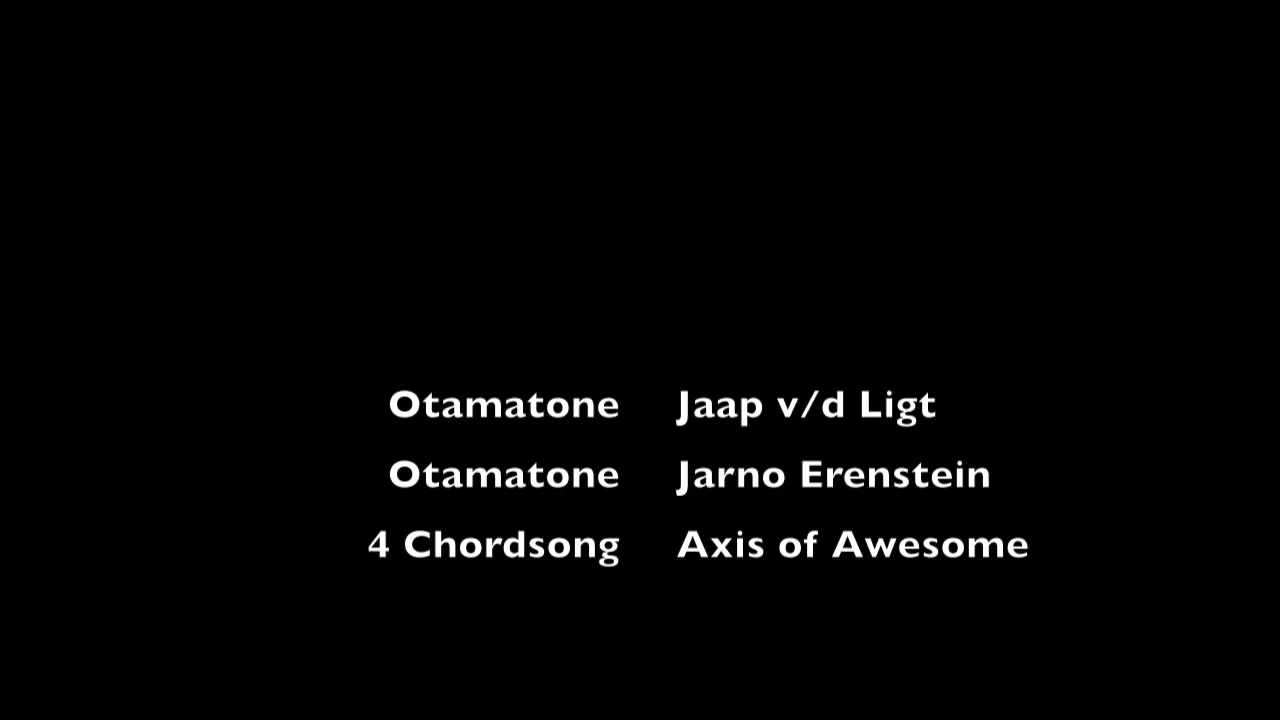 Otamatone Jaap v/d Ligt
Otamatone Jarno Erenstein
4 Chordsong Axis of Awesome